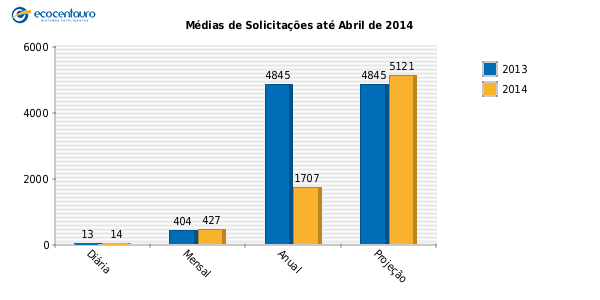 ecocentauro
Médias de Solicitações até Abril de 2014
6000
4000
2000
0
13
14
404
427
4845
1707
4845
5121
Diária
Mensal
Anual
Projeção
2013
2014